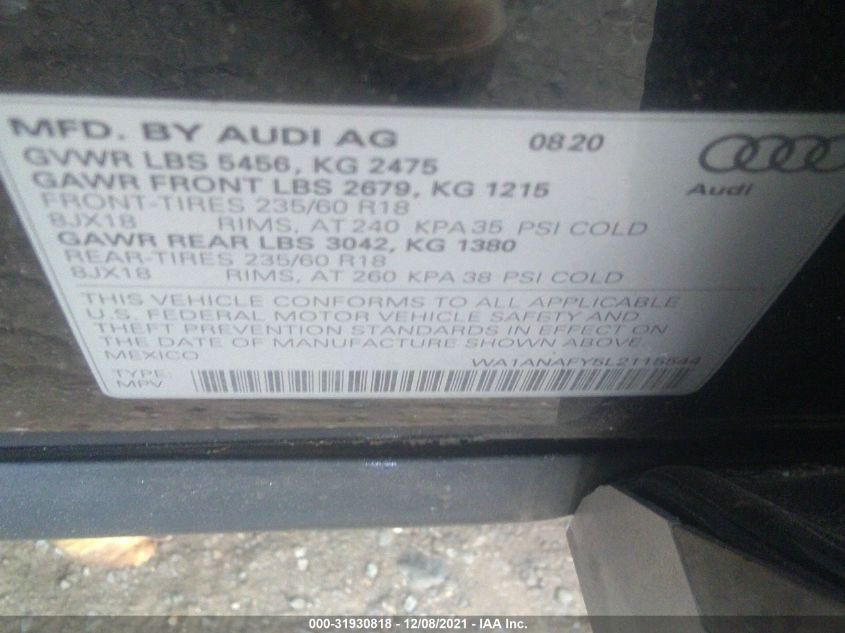 MFD. BY AUDI AG 08.20
GVWR LBS 5456, KG 2475
GAWR FRONT LBS 2679, KG 1215
Audi
FRONT-TIRES 235/60 R18
8JX18 RIMS, AT 240 KPA 35 PSI COLD
GAWR REAR LBS 3042, KG 1380
REAR-TIRES 235/60 R18
8JX18 RIMS, AT 260 KPA 38 PSI COLD
THIS VEHICLE CONFORMS TO ALL APPLICABLE
U.S. FEDERAL MOTOR VEHICLE SAFETY AND
THEFT PREVENTION STANDARDS IN EFFECT ON
THE DATE OF MANUFACTURE SHOWN ABOVE.
MEXICO WA1ANAFY5L2115544
TYPE:
MPV
000-31930818 - 12/08/2021 - IAA Inc.